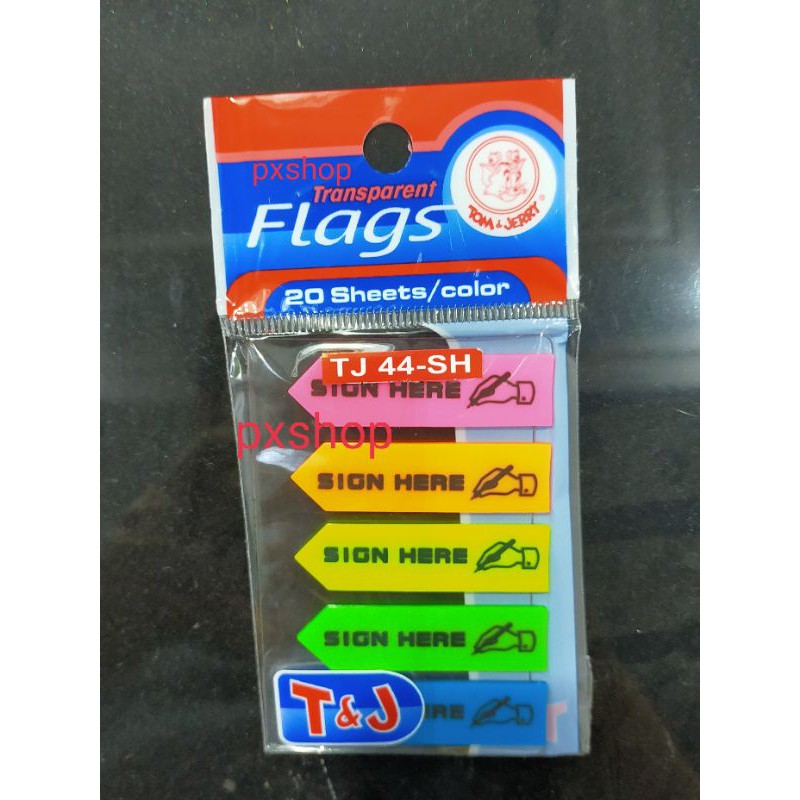 pxshop
Transparent
Flags
TOM & JERRY ®
20 Sheets/color
TJ 44-SH
SIGN HERE
pxshop
SIGN HERE
SIGN HERE
SIGN HERE
T&J
ERE